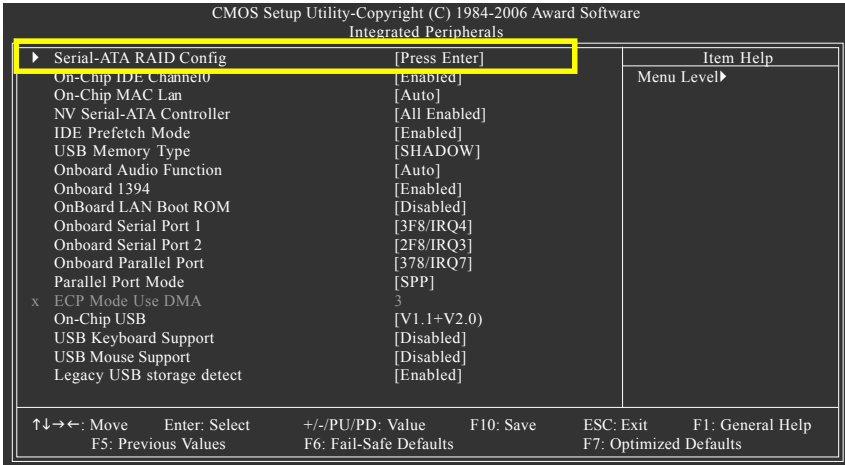 CMOS Setup Utility-Copyright (C) 1984-2006 Award Software
Integrated Peripherals
Serial-ATA RAID Config [Press Enter] Item Help
On-Chip IDE Channel0 [Enabled] Menu Level
On-Chip MAC Lan [Auto]
NV Serial-ATA Controller [All Enabled]
IDE Prefetch Mode [Enabled]
USB Memory Type [SHADOW]
Onboard Audio Function [Auto]
Onboard 1394 [Enabled]
OnBoard LAN Boot ROM [Disabled]
Onboard Serial Port 1 [3F8/IRQ4]
Onboard Serial Port 2 [2F8/IRQ3]
Onboard Parallel Port [378/IRQ7]
Parallel Port Mode [SPP]
x ECP Mode Use DMA 3
On-Chip USB [V1.1+V2.0)
USB Keyboard Support [Disabled]
USB Mouse Support [Disabled]
Legacy USB storage detect [Enabled]
↑↓→←: Move Enter: Select +/-/PU/PD: Value F10: Save ESC: Exit F1: General Help
F5: Previous Values F6: Fail-Safe Defaults F7: Optimized Defaults